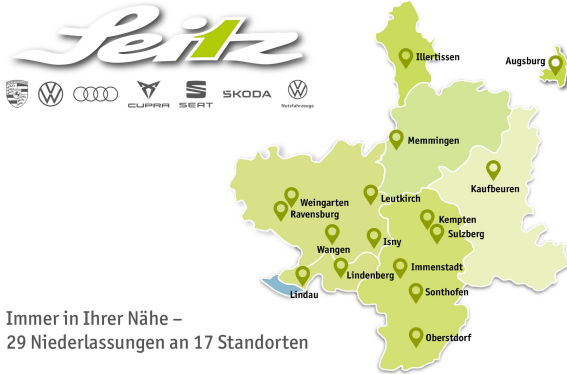 Seitz
CUPRA
SEAT
ŠKODA
Nutzfahrzeuge
Illertissen
Augsburg
Memmingen
Kaufbeuren
Leutkirch
Weingarten
Ravensburg
Kempten
Sulzberg
Wangen
Isny
Lindenberg
Immenstadt
Lindau
Sonthofen
Oberstdorf
Immer in Ihrer Nähe –
29 Niederlassungen an 17 Standorten